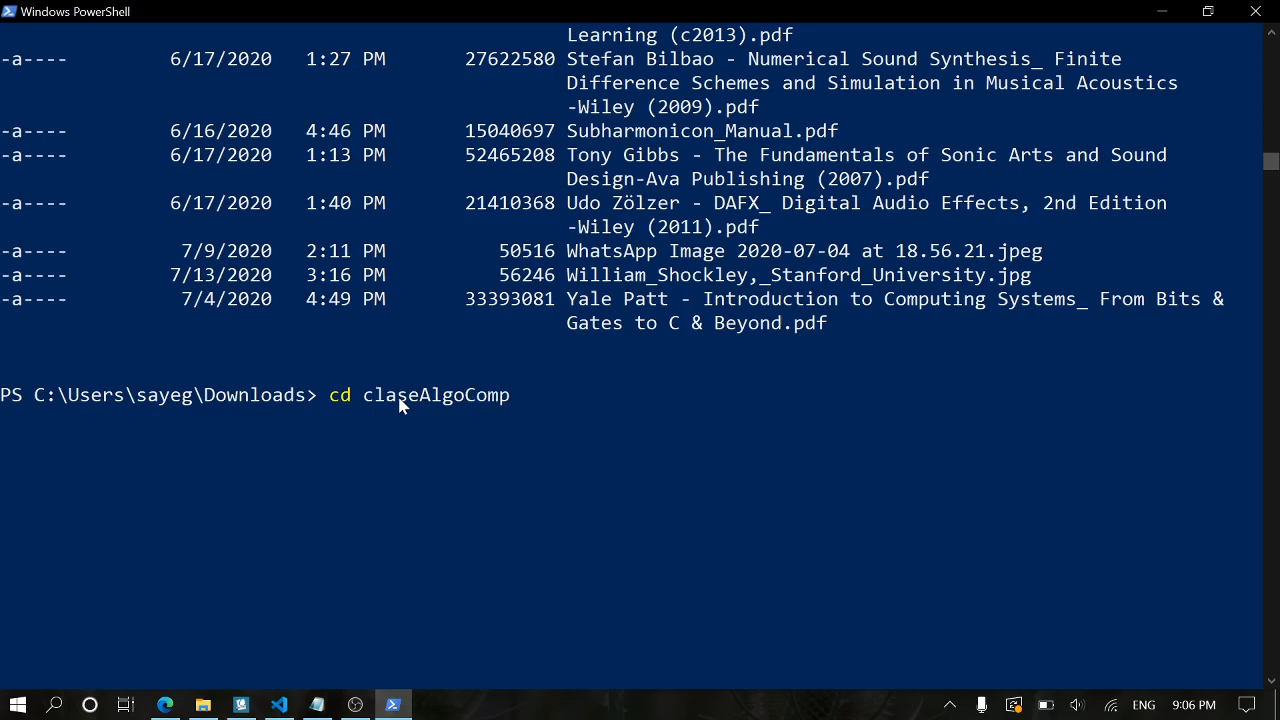 Windows PowerShell
Learning (c2013).pdf
-a---- 6/17/2020 1:27 PM 27622580 Stefan Bilbao - Numerical Sound Synthesis_ Finite
Difference Schemes and Simulation in Musical Acoustics
-Wiley (2009).pdf
-a---- 6/16/2020 4:46 PM 15040697 Subharmonicon_Manual.pdf
-a---- 6/17/2020 1:13 PM 52465208 Tony Gibbs - The Fundamentals of Sonic Arts and Sound
Design-Ava Publishing (2007).pdf
-a---- 6/17/2020 1:40 PM 21410368 Udo Zölzer - DAFX_ Digital Audio Effects, 2nd Edition
-Wiley (2011).pdf
-a---- 7/9/2020 2:11 PM 50516 WhatsApp Image 2020-07-04 at 18.56.21.jpeg
-a---- 7/13/2020 3:16 PM 56246 William_Shockley,_Stanford_University.jpg
-a---- 7/4/2020 4:49 PM 33393081 Yale Patt - Introduction to Computing Systems_ From Bits &
Gates to C & Beyond.pdf
PS C:\Users\sayeg\Downloads> cd claseAlgoComp
ENG 9:06 PM